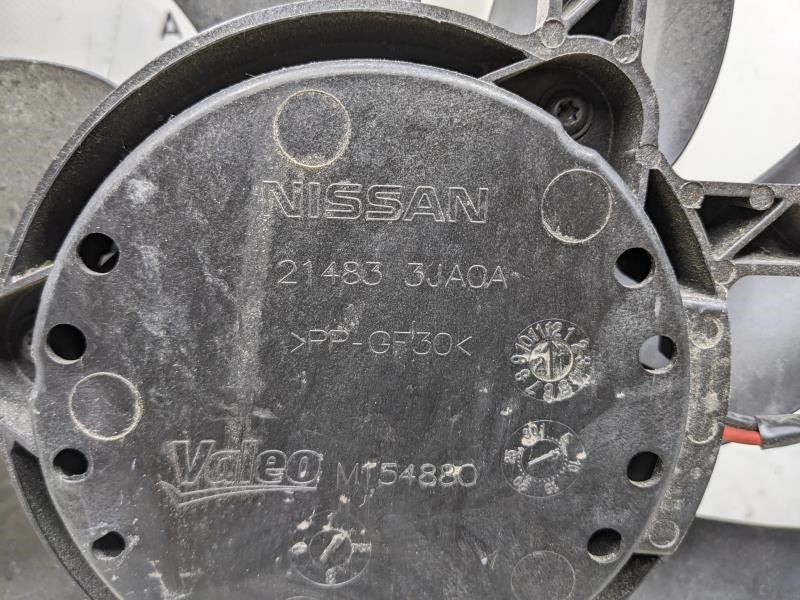 A
NISSAN
21483 3JA0A
>PP-GF30<
Valeo MT54880